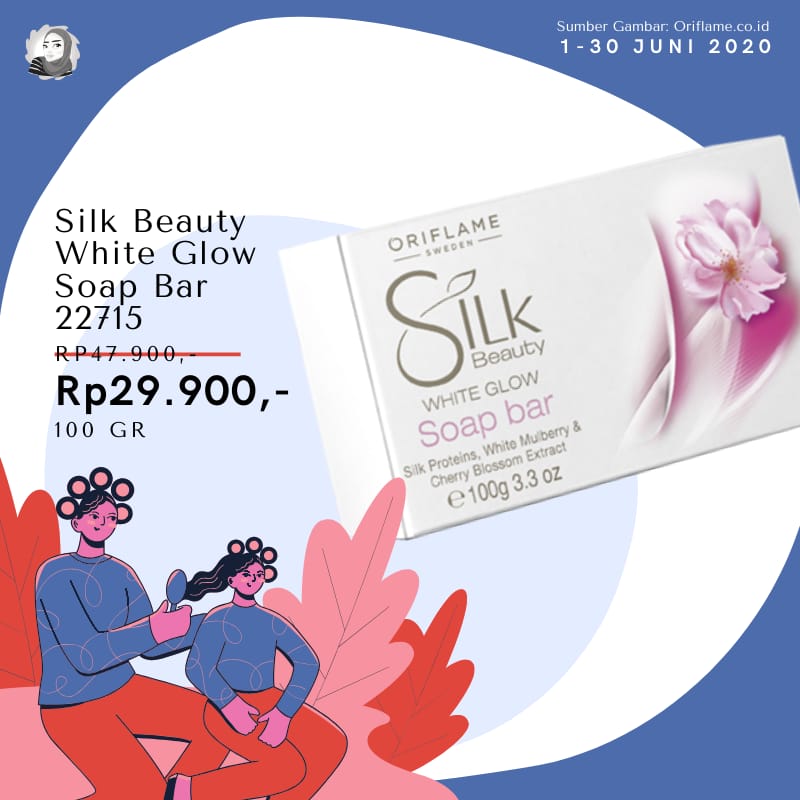 Sumber Gambar: Oriflame.co.id
1-30 JUNI 2020
Silk Beauty
White Glow
Soap Bar
22715
RP47.900,-
Rp29.900,-
100 GR
ORIFLAME
SWEDEN
SILK
Beauty
WHITE GLOW
Soap bar
Silk Proteins, White Mulberry &
Cherry Blossom Extract
e 100g 3.3 oz